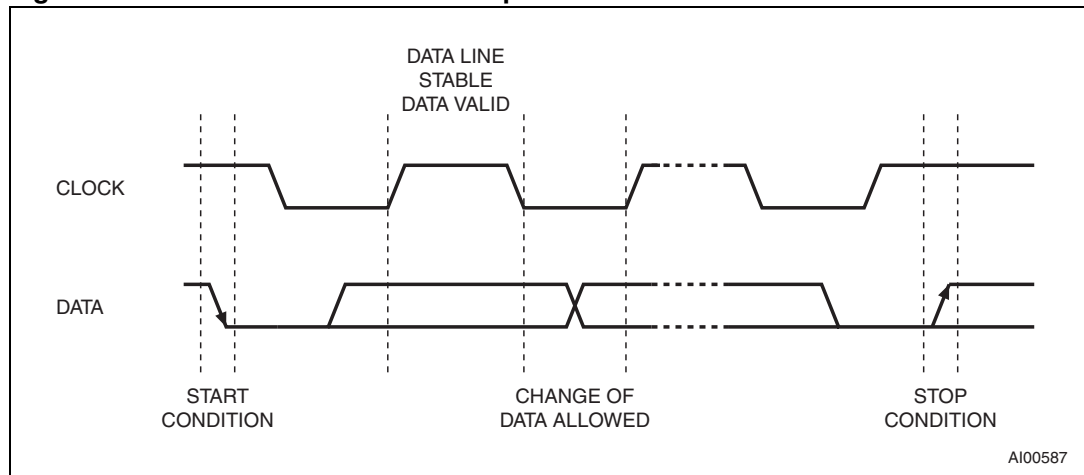 DATA LINE
STABLE
DATA VALID
CLOCK
DATA
START
CONDITION
CHANGE OF
DATA ALLOWED
STOP
CONDITION
AI00587